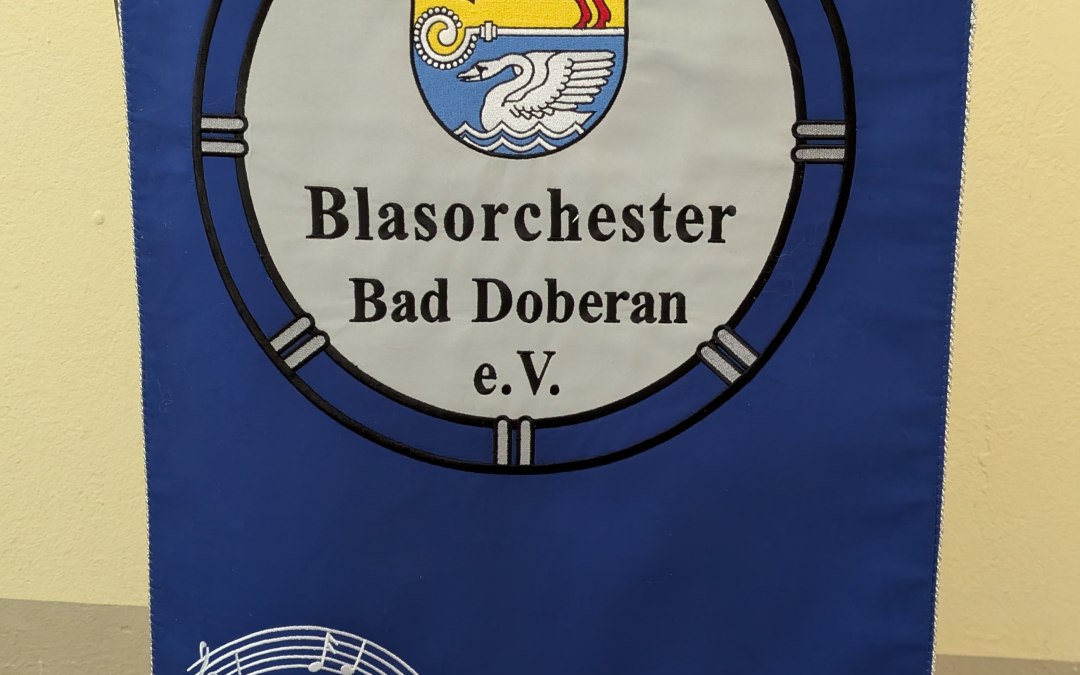 Blasorchester
Bad Doberan
e.V.